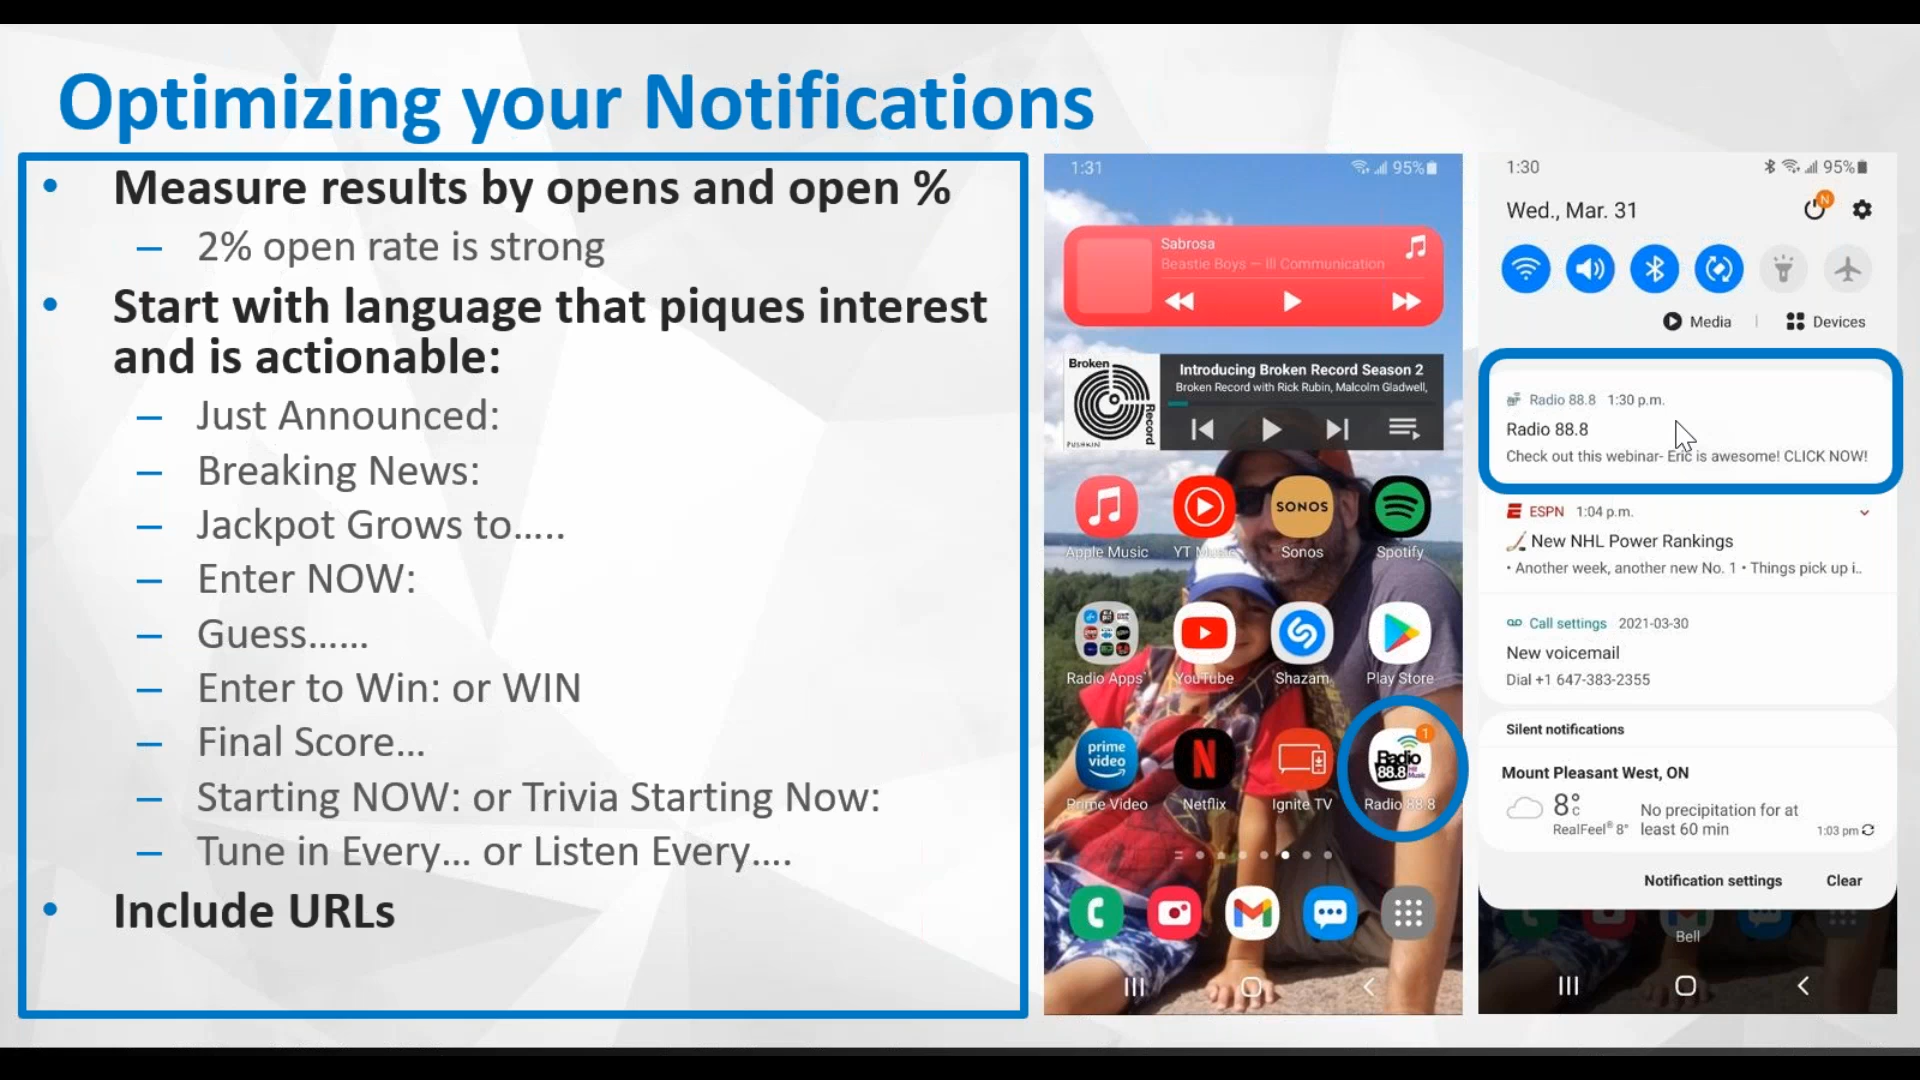 Optimizing your Notifications
• Measure results by opens and open %
– 2% open rate is strong
• Start with language that piques interest
and is actionable:
– Just Announced:
– Breaking News:
– Jackpot Grows to.....
– Enter NOW:
– Guess......
– Enter to Win: or WIN
– Final Score...
– Starting NOW: or Trivia Starting Now:
– Tune in Every... or Listen Every....
• Include URLs
1:31
95%
Sabrosa
Beastie Boys — Ill Communication
Broken
Record
PUSHKIN
Introducing Broken Record Season 2
Broken Record with Rick Rubin, Malcolm Gladwell,
Apple Music
YT Music
SONOS
Sonos
Spotify
Radio Apps
YouTube
Shazam
Play Store
prime
video
Prime Video
N
Netflix
Ignite TV
1
Radio
88.8
Radio 88.8
1:30
95%
Wed., Mar. 31
N
Media
Devices
Radio 88.8 1:30 p.m.
Radio 88.8
Check out this webinar- Eric is awesome! CLICK NOW!
ESPN 1:04 p.m.
New NHL Power Rankings
• Another week, another new No. 1 • Things pick up i..
Call settings 2021-03-30
New voicemail
Dial +1 647-383-2355
Silent notifications
Mount Pleasant West, ON
8°C
RealFeel® 8°
No precipitation for at
least 60 min
1:03 pm
Notification settings
Clear
Bell